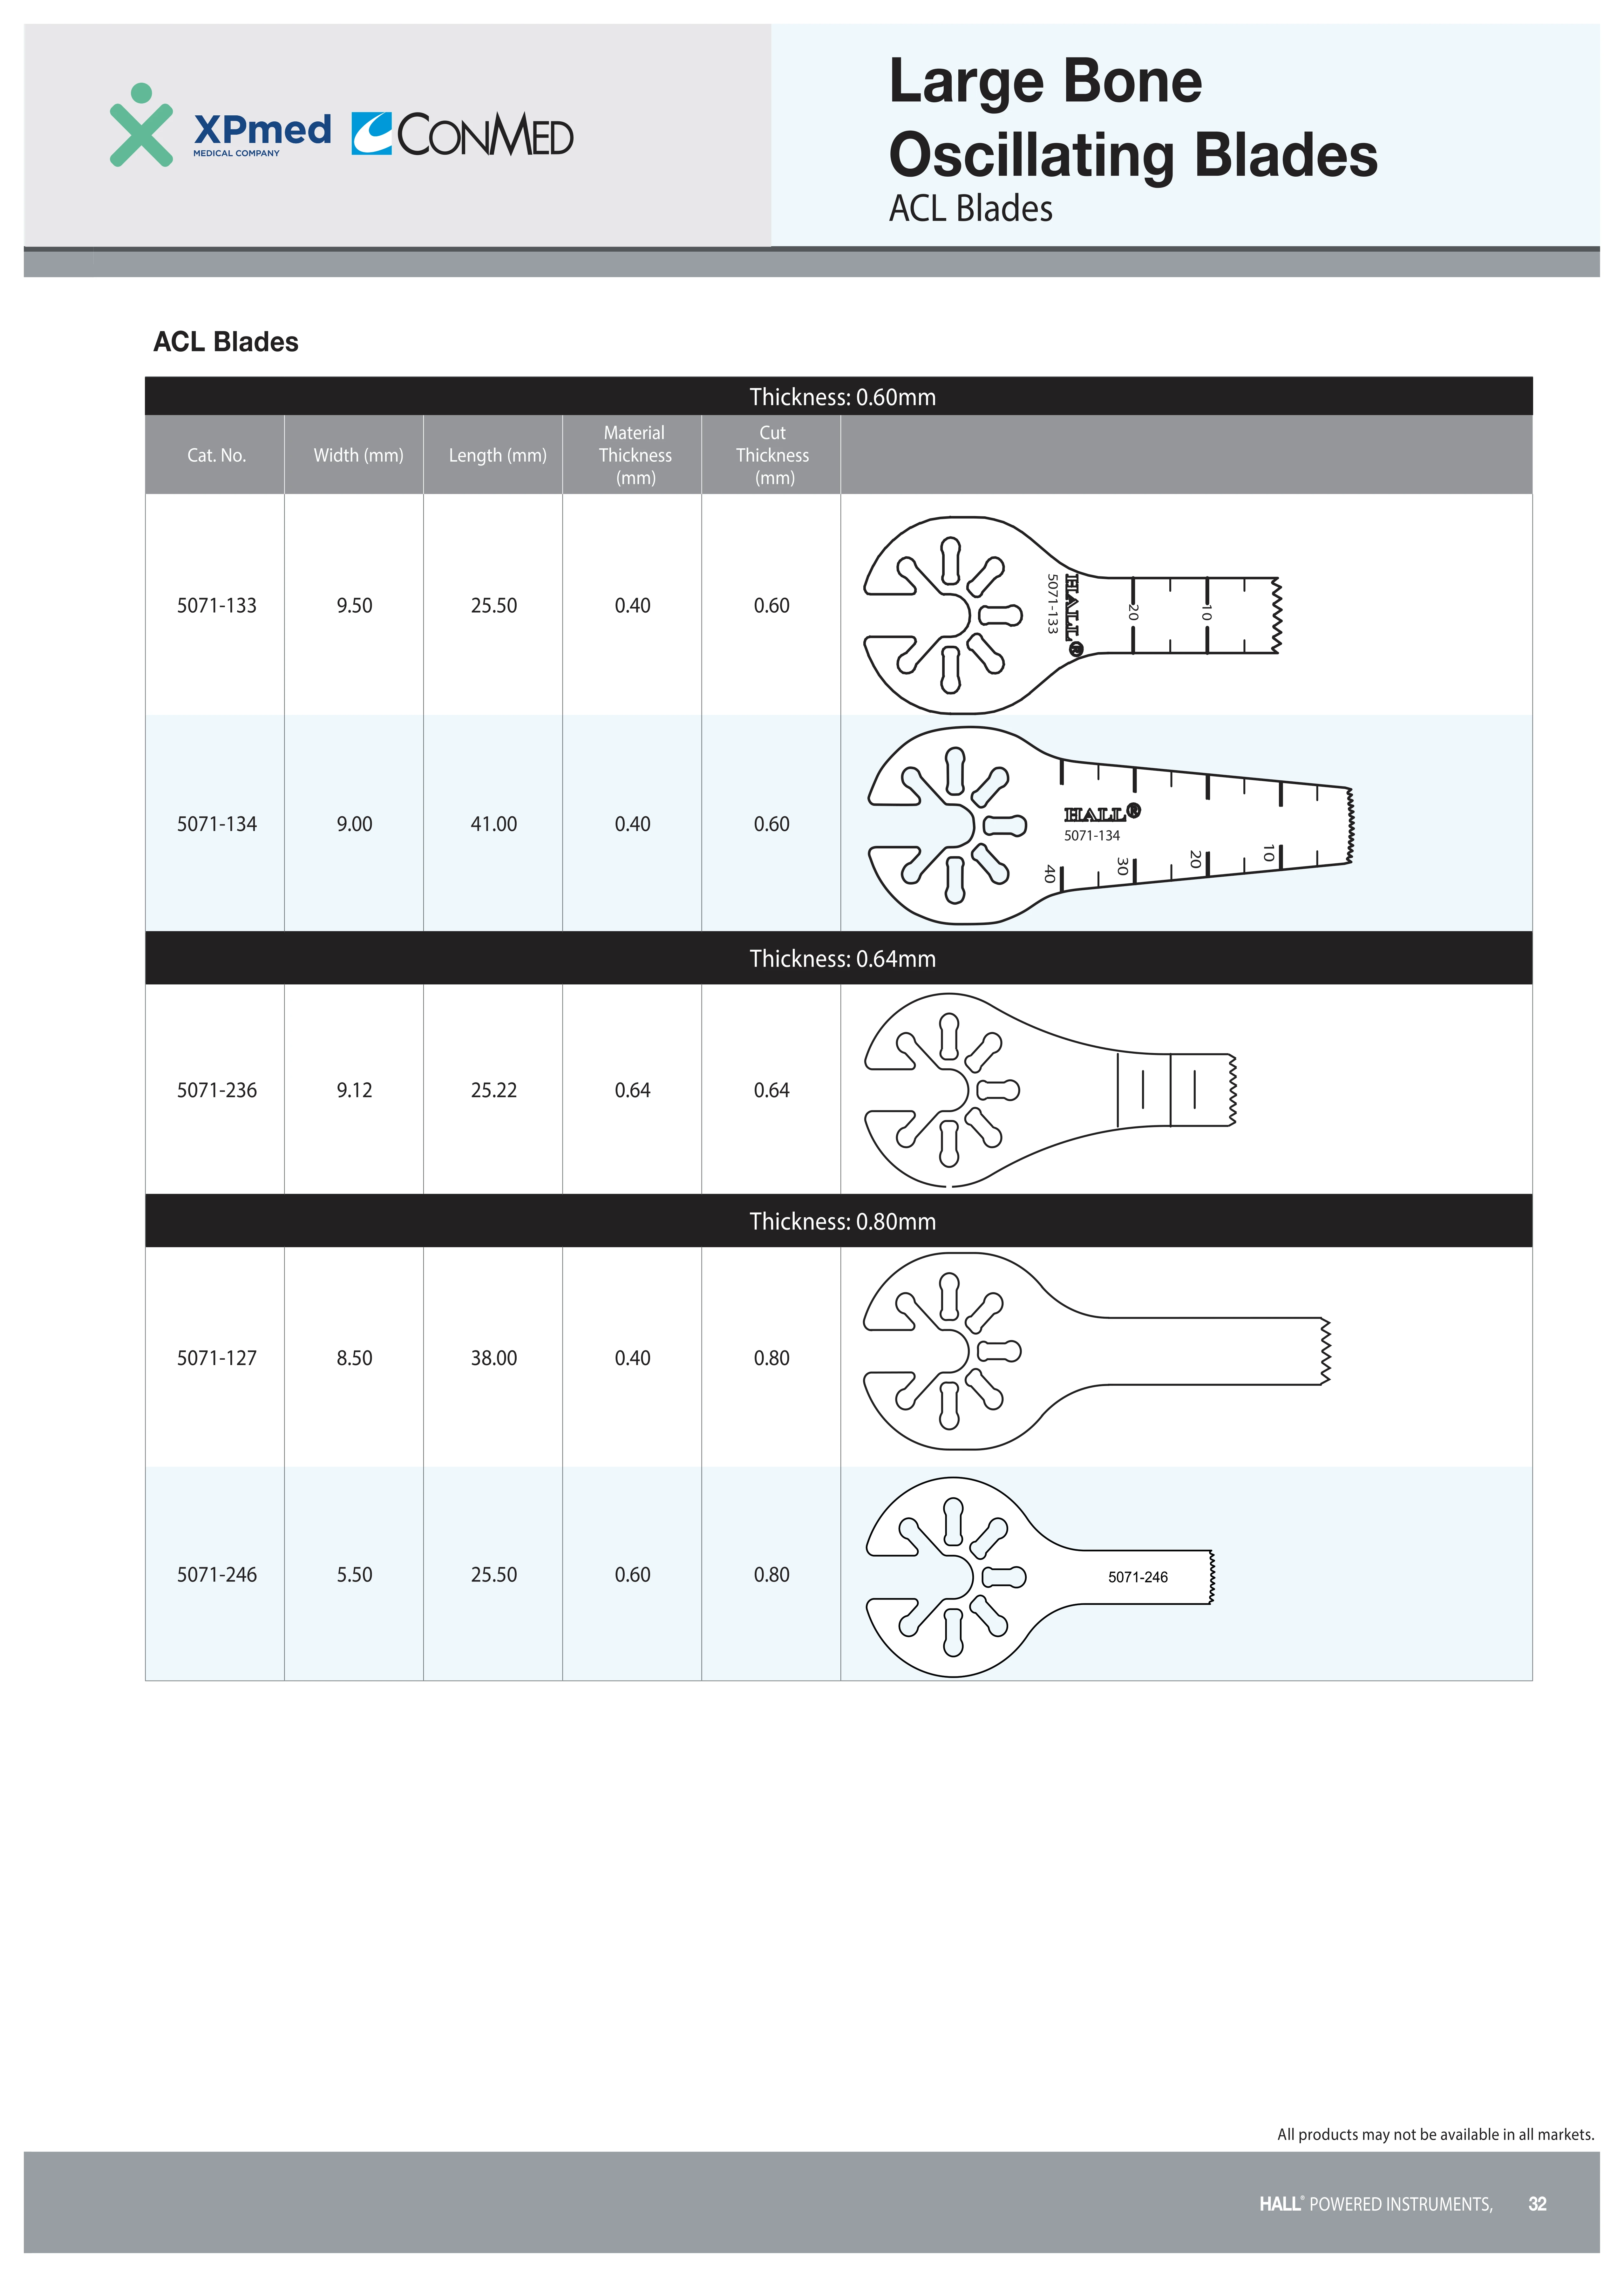 XPmed
MEDICAL COMPANY
CONMED
Large Bone
Oscillating Blades
ACL Blades
ACL Blades
Thickness: 0.60mm
Cat. No. Width (mm) Length (mm) Material Thickness (mm) Cut Thickness (mm)
5071-133 9.50 25.50 0.40 0.60
HALL®
5071-133
20 10
5071-134 9.00 41.00 0.40 0.60
HALL®
5071-134
40 30 20 10
Thickness: 0.64mm
5071-236 9.12 25.22 0.64 0.64
Thickness: 0.80mm
5071-127 8.50 38.00 0.40 0.80
5071-246 5.50 25.50 0.60 0.80
5071-246
All products may not be available in all markets.
HALL® POWERED INSTRUMENTS, 32